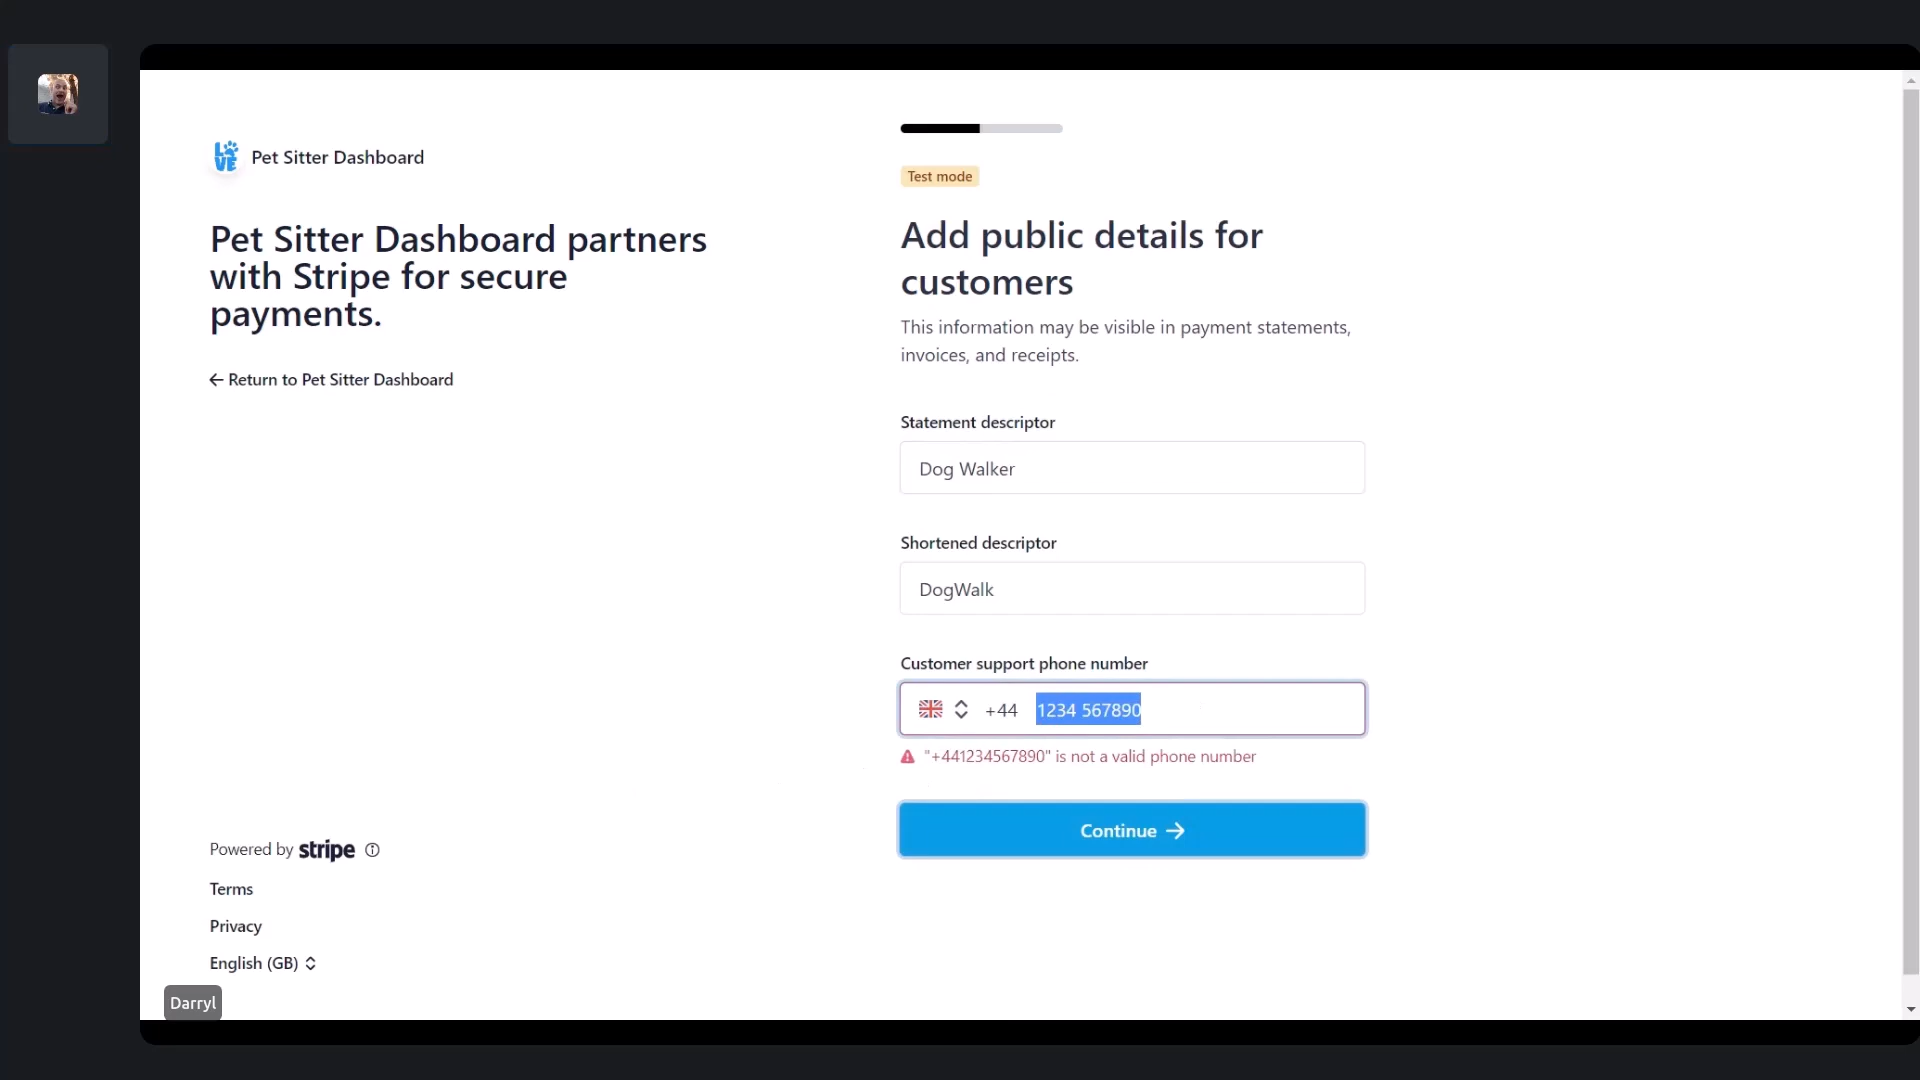 LOVE
Pet Sitter Dashboard
Pet Sitter Dashboard partners
with Stripe for secure
payments.
← Return to Pet Sitter Dashboard
Test mode
Add public details for
customers
This information may be visible in payment statements,
invoices, and receipts.
Statement descriptor
Dog Walker
Shortened descriptor
DogWalk
Customer support phone number
+44 1234 567890
"+441234567890" is not a valid phone number
Continue →
Powered by stripe
Terms
Privacy
English (GB)
Darryl